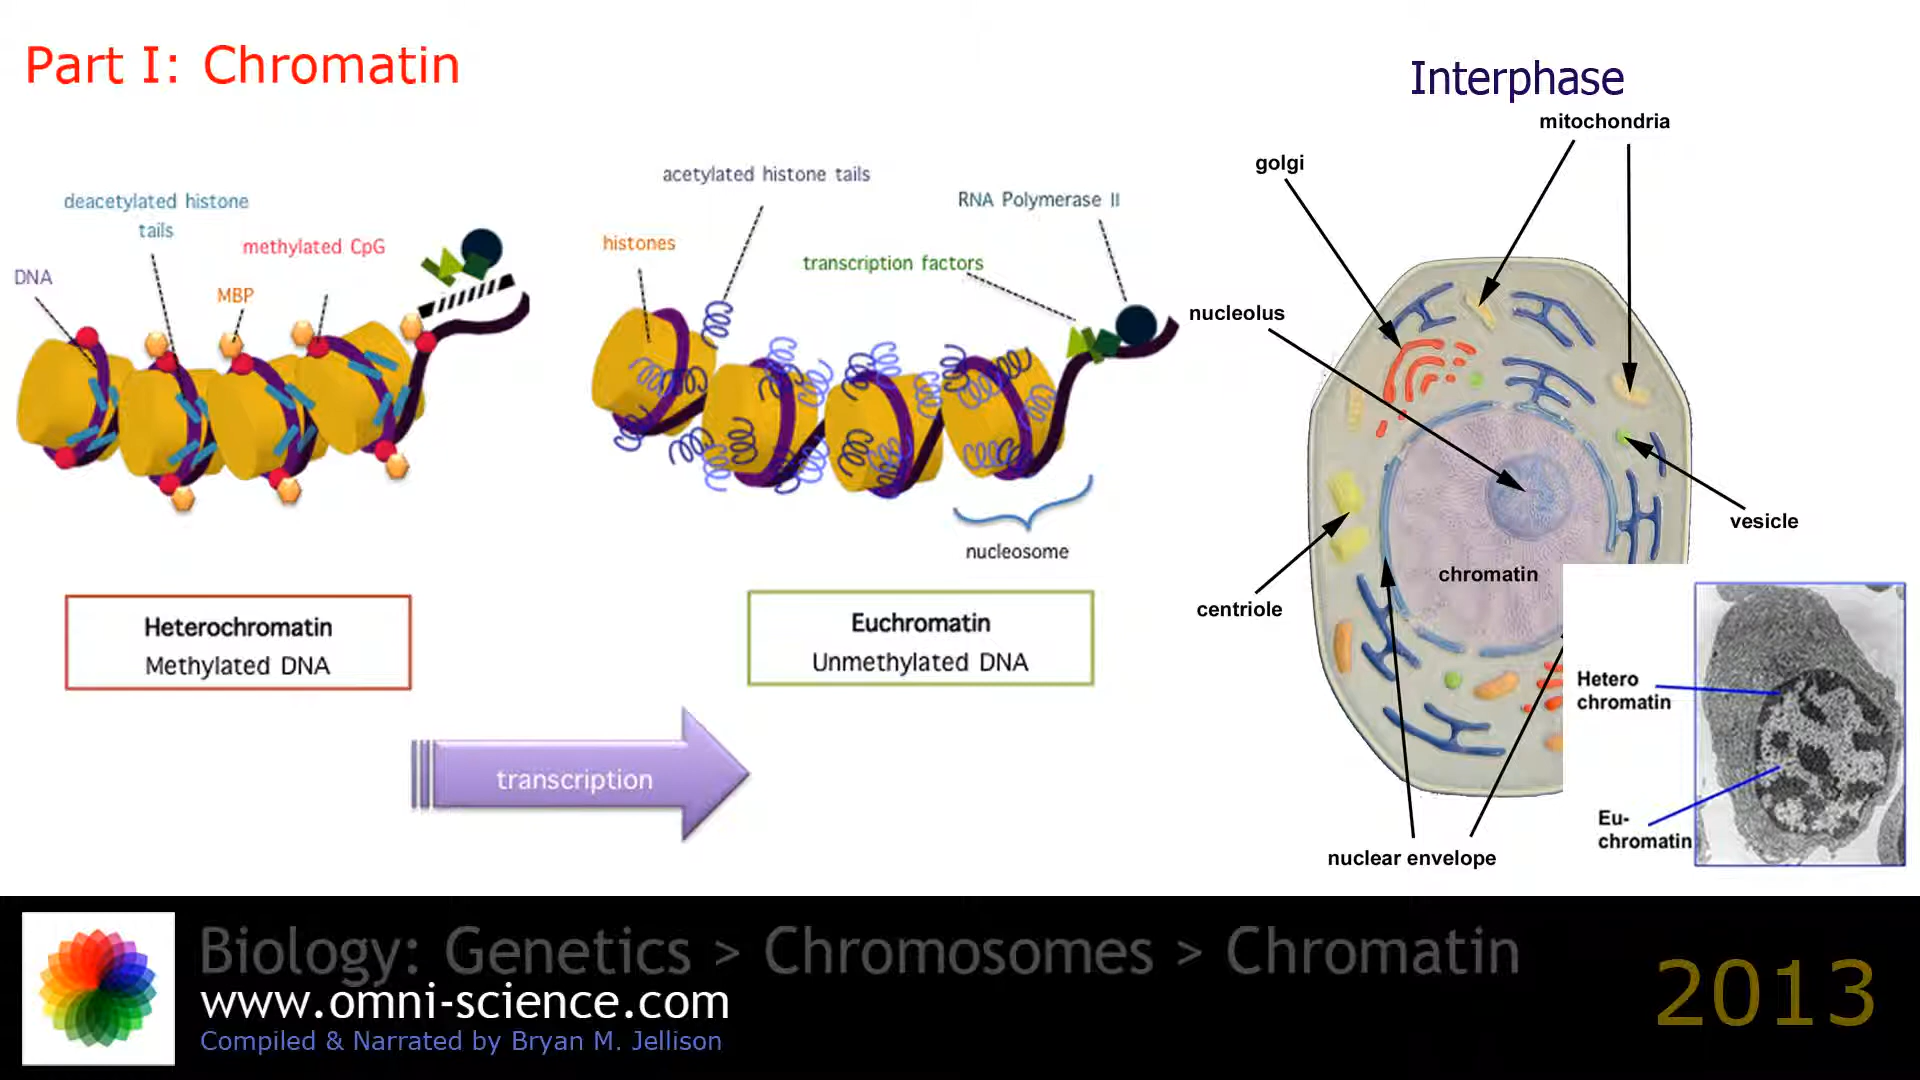 Part I: Chromatin
Interphase
mitochondria
golgi
acetylated histone tails
deacetylated histone
tails
RNA Polymerase II
methylated CpG
histones
transcription factors
DNA
MBP
nucleolus
vesicle
nucleosome
chromatin
centriole
Heterochromatin
Methylated DNA
Euchromatin
Unmethylated DNA
Hetero
chromatin
transcription
Eu-
chromatin
nuclear envelope
Biology: Genetics > Chromosomes > Chromatin
www.omni-science.com
2013
Compiled & Narrated by Bryan M. Jellison